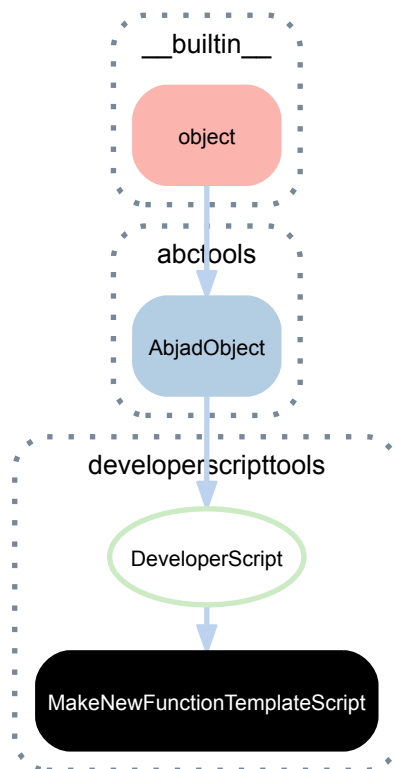 __builtin__
object
abctools
AbjadObject
developerscripttools
DeveloperScript
MakeNewFunctionTemplateScript